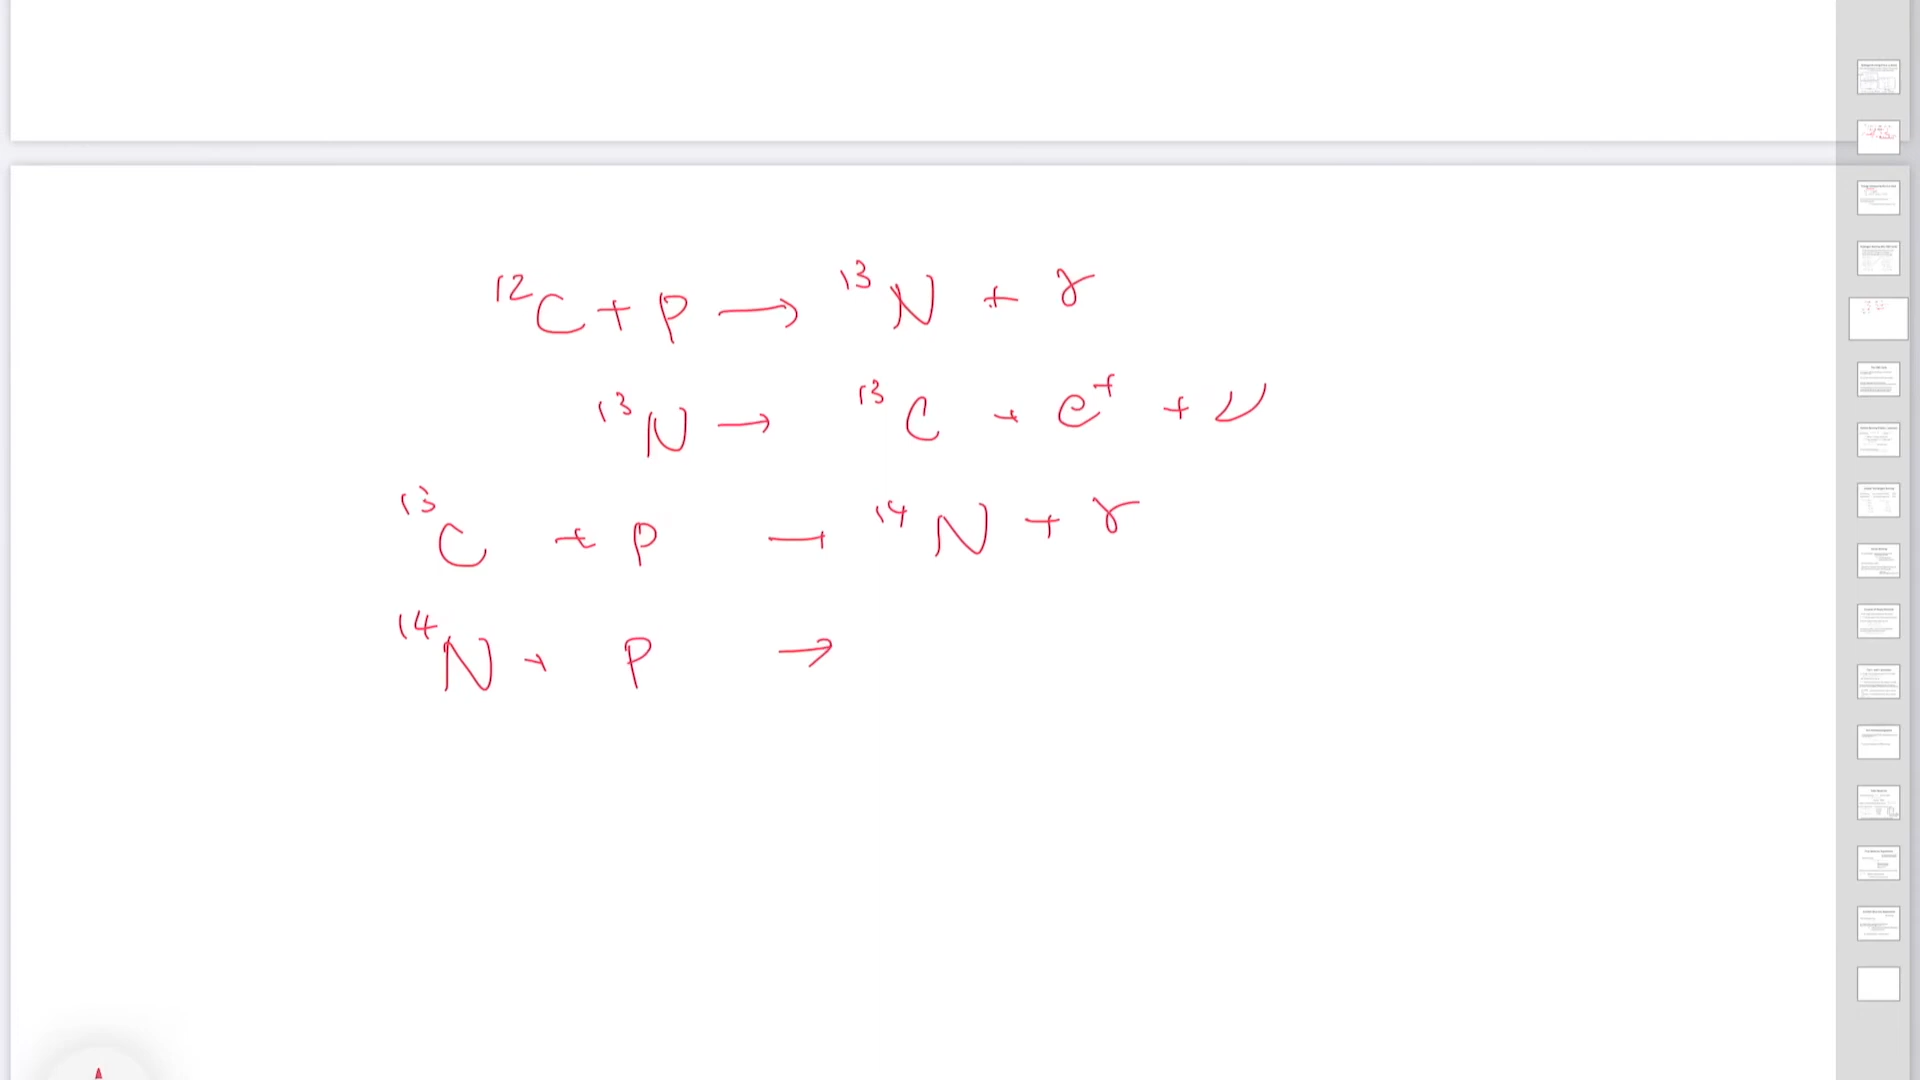 ¹²C + P → ¹³N + γ
¹³N → ¹³C + e⁺ + ν
¹³C + P — ¹⁴N + γ
¹⁴N + P →